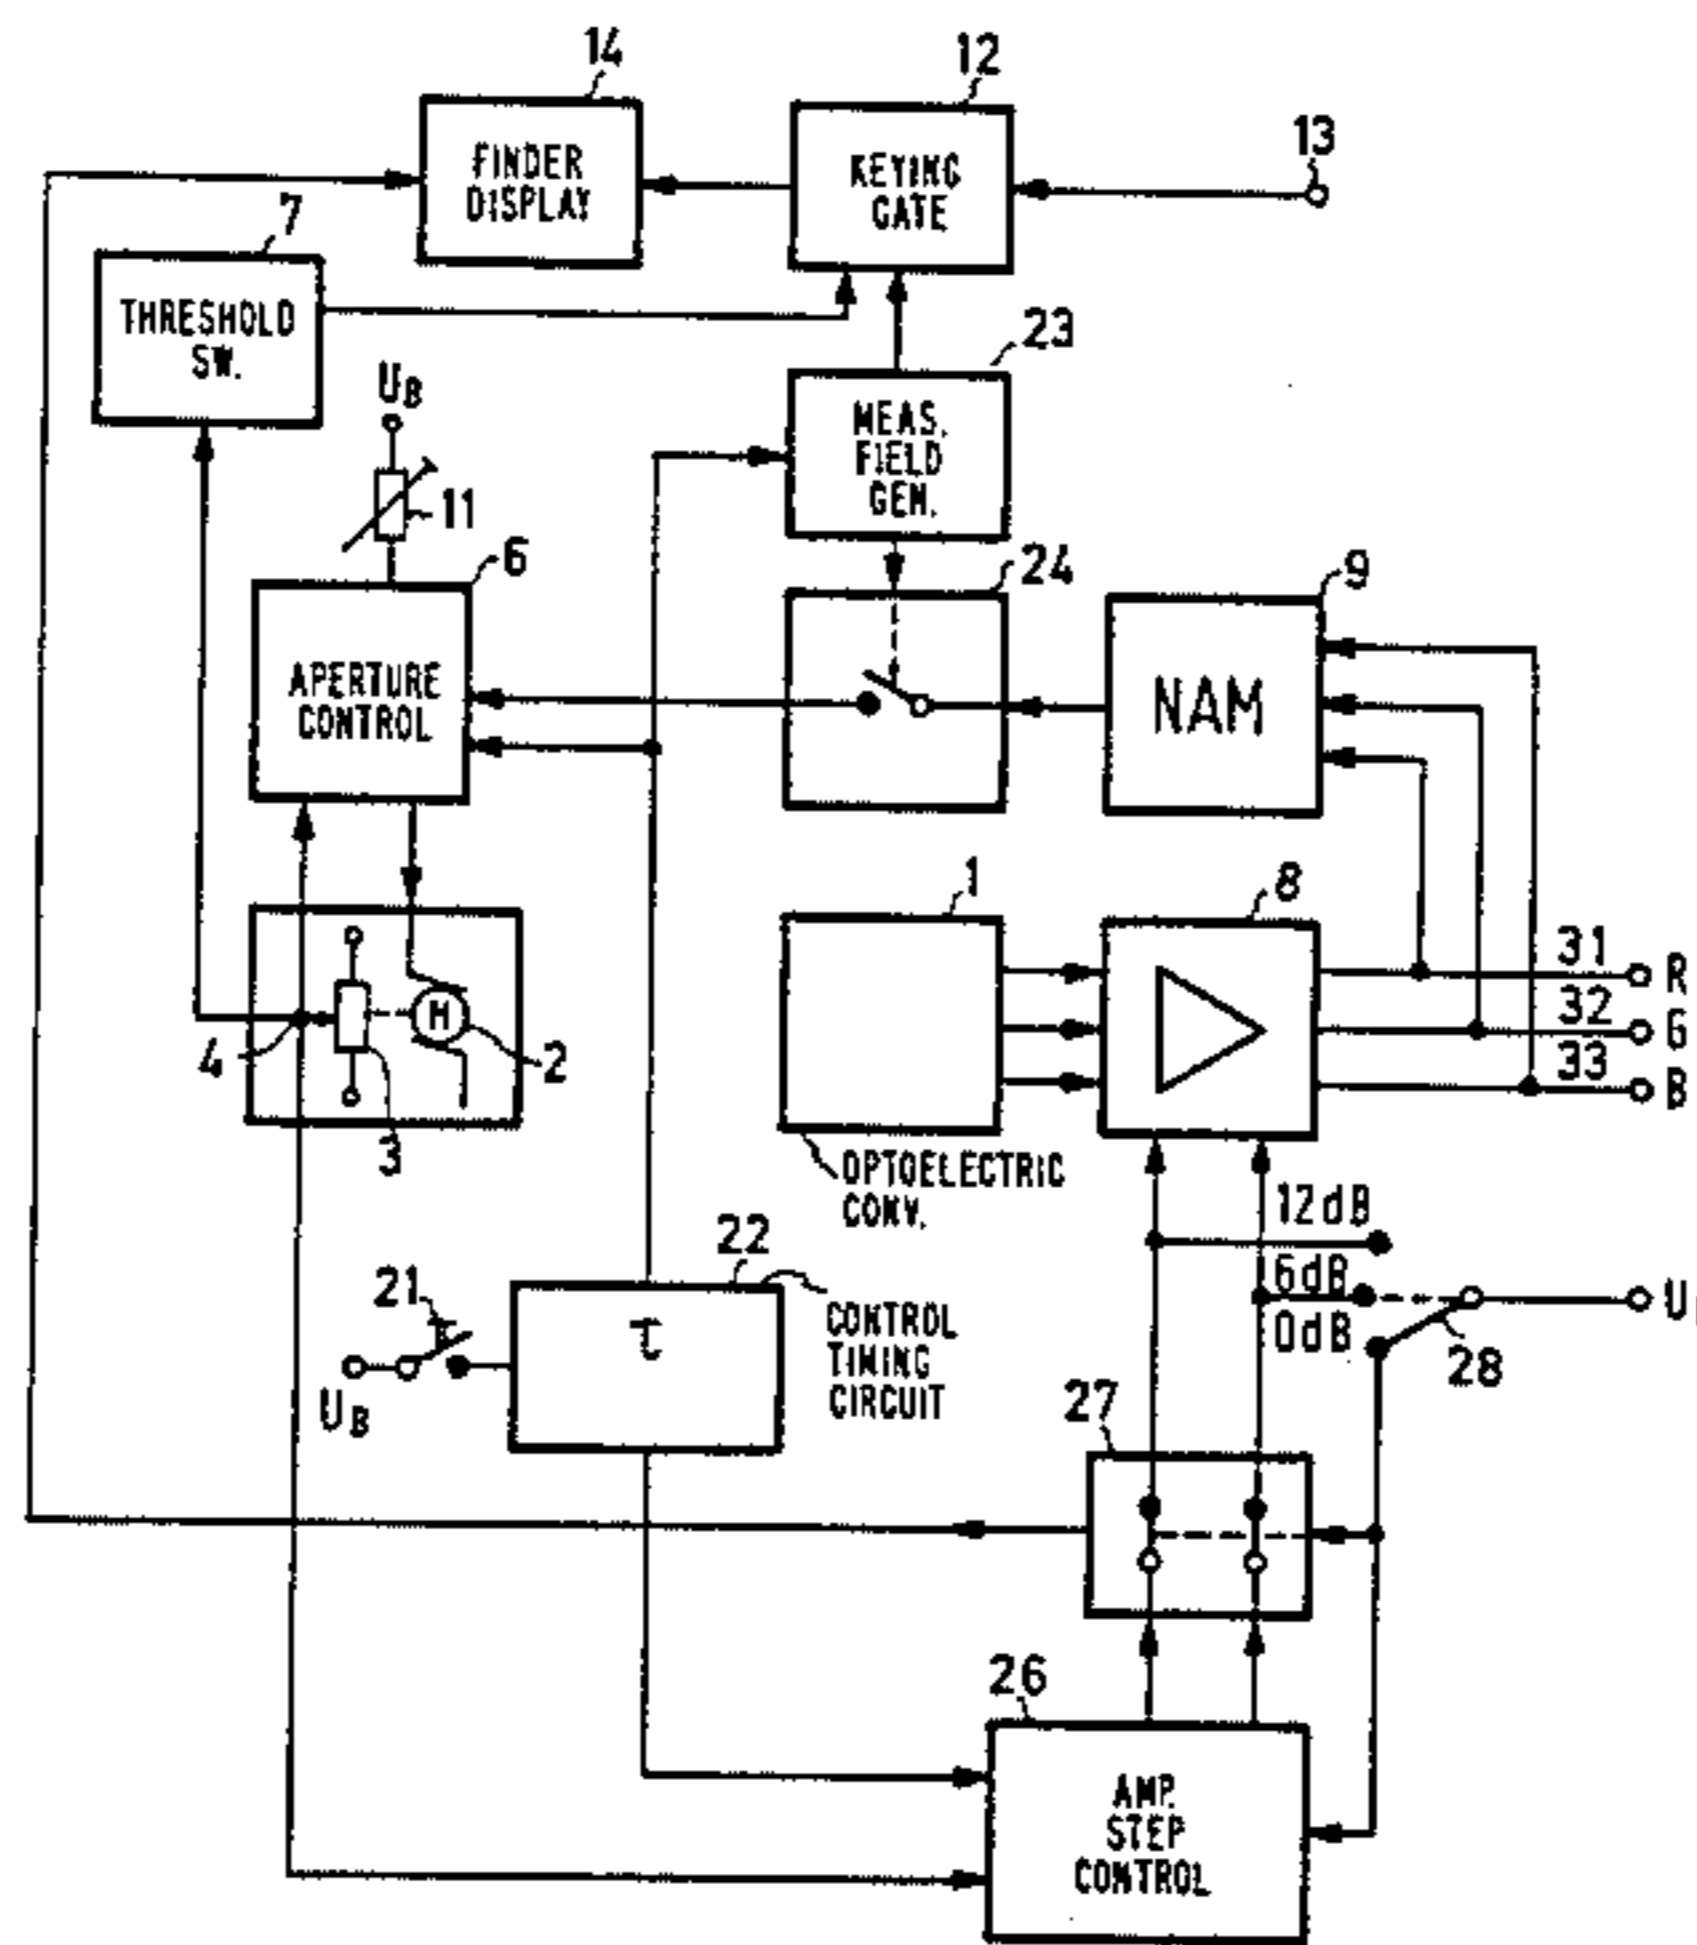 14
12
13
FINDER
DISPLAY
KEYING
GATE
7
THRESHOLD
SW.
23
UB
MEAS.
FIELD
GEN.
11
6
24
9
APERTURE
CONTROL
NAM
1
8
31
R
32
G
33
B
4
M
2
3
OPTOELECTRIC
CONV.
12dB
6dB
0dB
28
22
21
τ
UB
CONTROL
TIMING
CIRCUIT
27
26
AMP.
STEP
CONTROL